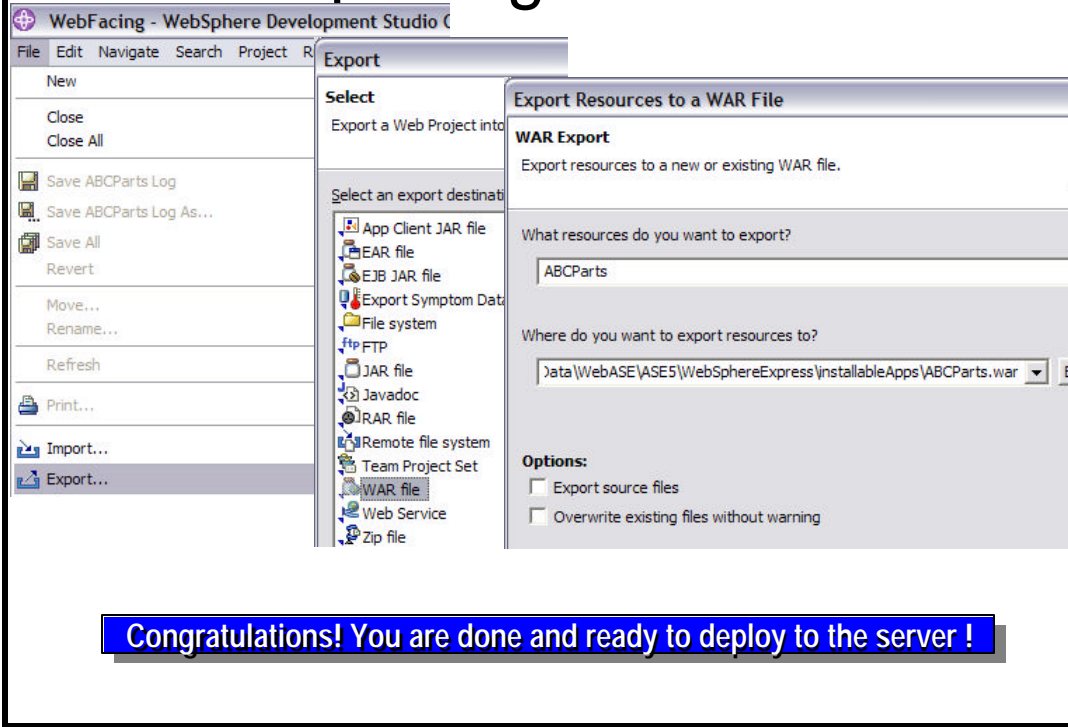 WebFacing - WebSphere Development Studio
File Edit Navigate Search Project
New
Close
Close All
Save ABCParts Log
Save ABCParts Log As...
Save All
Revert
Move...
Rename...
Refresh
Print...
Import...
Export...
Export
Select
Export a Web Project into
Select an export destinati
App Client JAR file
EAR file
EJB JAR file
Export Symptom Data
File system
ftp FTP
JAR file
Javadoc
RAR file
Remote file system
Team Project Set
WAR file
Web Service
Zip file
Export Resources to a WAR File
WAR Export
Export resources to a new or existing WAR file.
What resources do you want to export?
ABCParts
Where do you want to export resources to?
Data\WebASE\ASE5\WebSphereExpress\installableApps\ABCParts.war
Options:
Export source files
Overwrite existing files without warning
Congratulations! You are done and ready to deploy to the server !